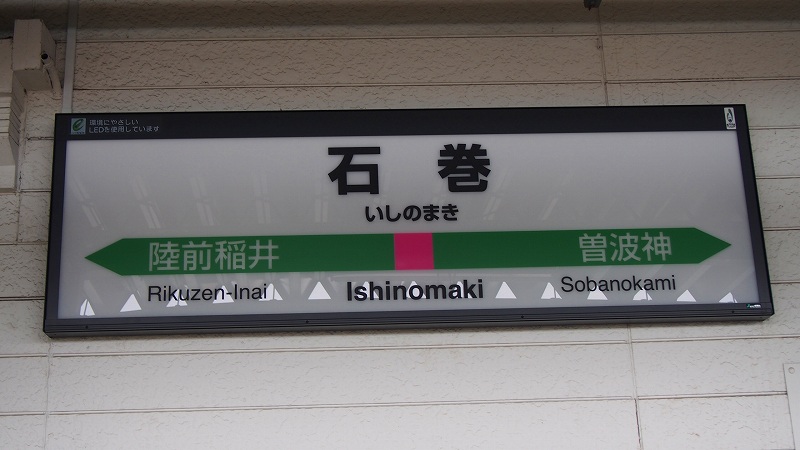 環境にやさしい
LEDを使用しています
石巻
いしのまき
陸前稲井 曽波神
Rikuzen-Inai Ishinomaki Sobanokami